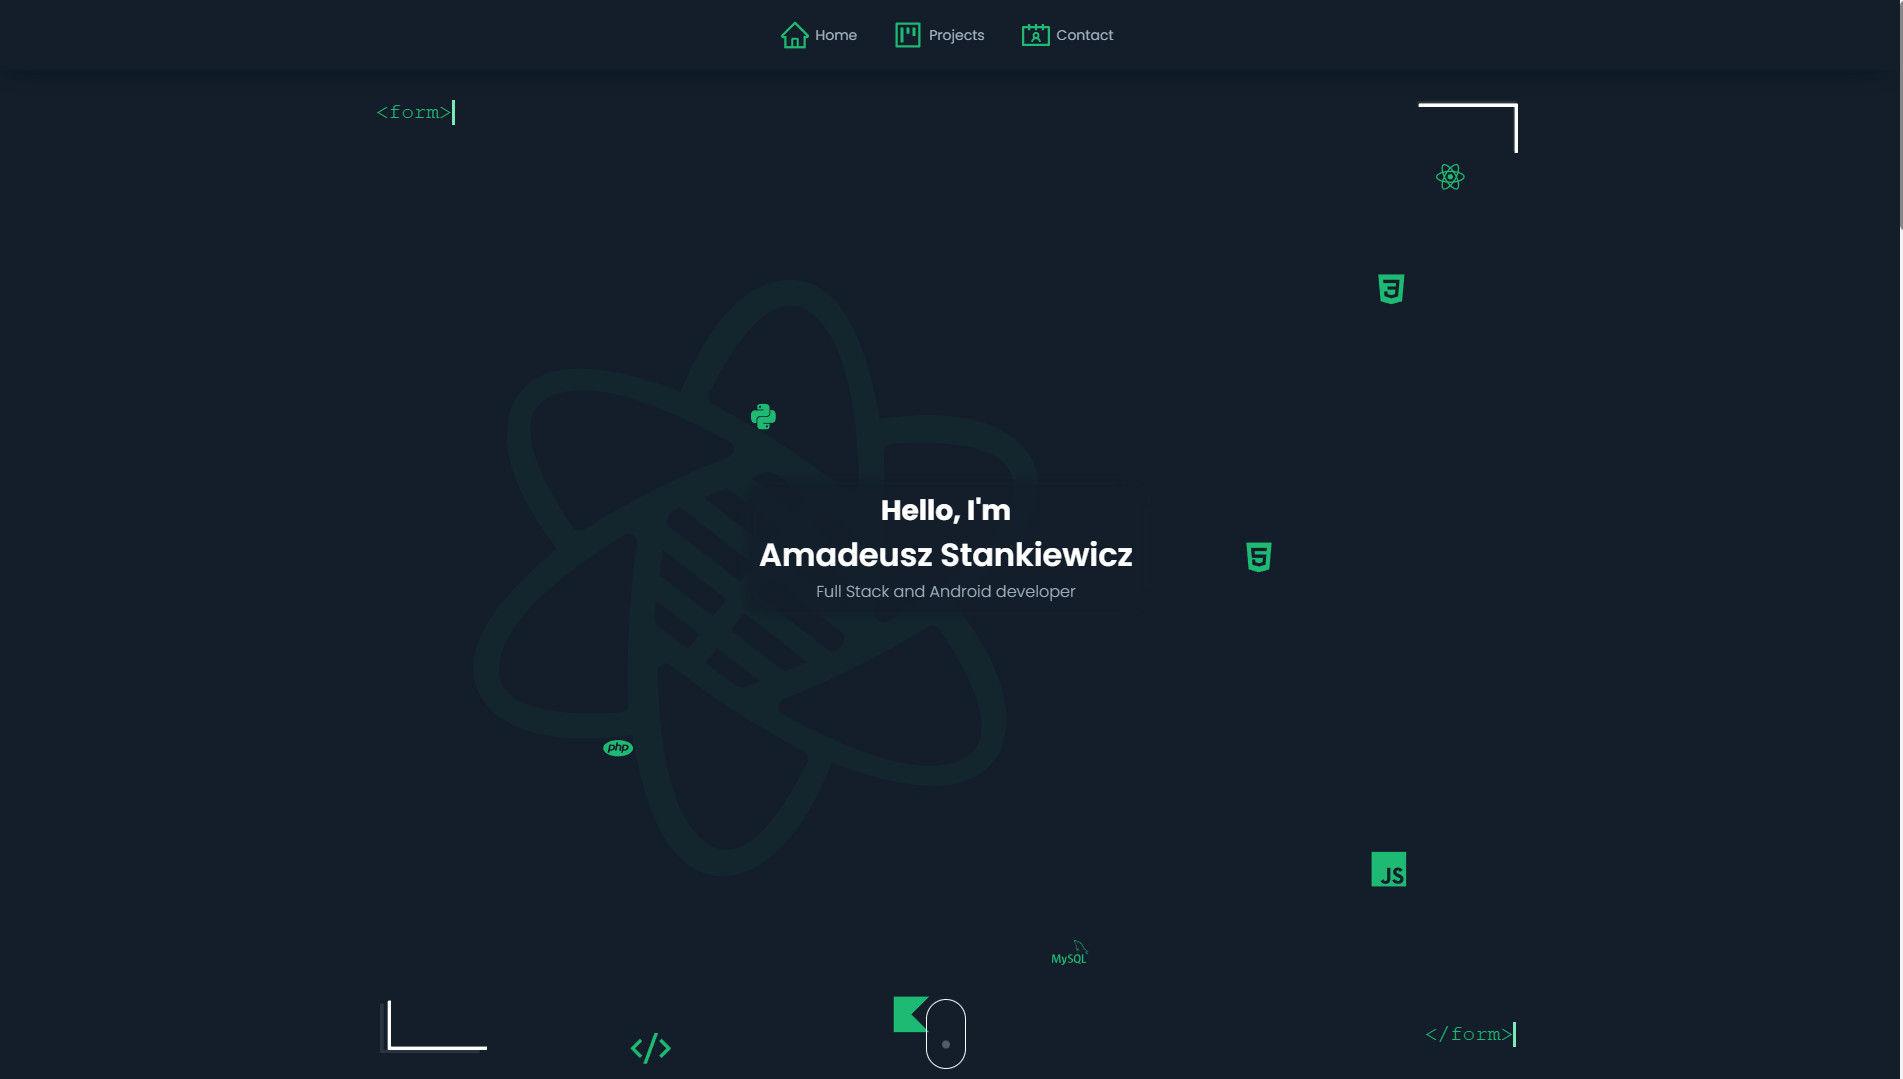 Home Projects Contact
<form>
Hello, I'm
Amadeusz Stankiewicz
Full Stack and Android developer
php
JS
MySQL
</form>